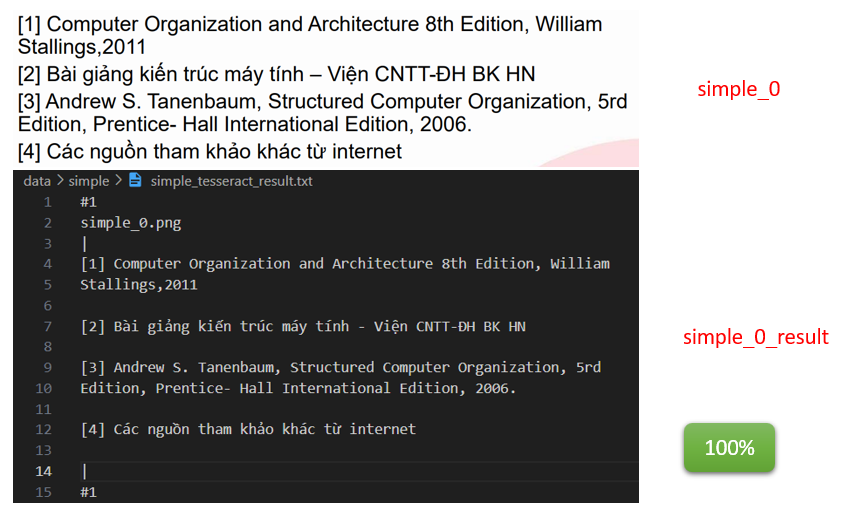 [1] Computer Organization and Architecture 8th Edition, William
Stallings,2011
[2] Bài giảng kiến trúc máy tính – Viện CNTT-ĐH BK HN
[3] Andrew S. Tanenbaum, Structured Computer Organization, 5rd
Edition, Prentice- Hall International Edition, 2006.
[4] Các nguồn tham khảo khác từ internet
simple_0
data > simple > simple_tesseract_result.txt
1 #1
2 simple_0.png
3 |
4 [1] Computer Organization and Architecture 8th Edition, William
5 Stallings,2011
6
7 [2] Bài giảng kiến trúc máy tính - Viện CNTT-ĐH BK HN
8
9 [3] Andrew S. Tanenbaum, Structured Computer Organization, 5rd
10 Edition, Prentice- Hall International Edition, 2006.
11
12 [4] Các nguồn tham khảo khác từ internet
13
14 |
15 #1
simple_0_result
100%